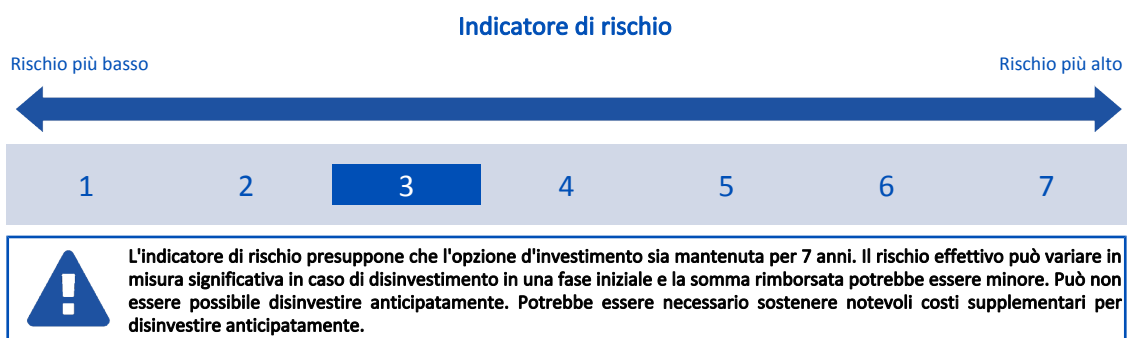 Indicatore di rischio
Rischio più basso Rischio più alto
1 2 3 4 5 6 7
L'indicatore di rischio presuppone che l'opzione d'investimento sia mantenuta per 7 anni. Il rischio effettivo può variare in
misura significativa in caso di disinvestimento in una fase iniziale e la somma rimborsata potrebbe essere minore. Può non
essere possibile disinvestire anticipatamente. Potrebbe essere necessario sostenere notevoli costi supplementari per
disinvestire anticipatamente.